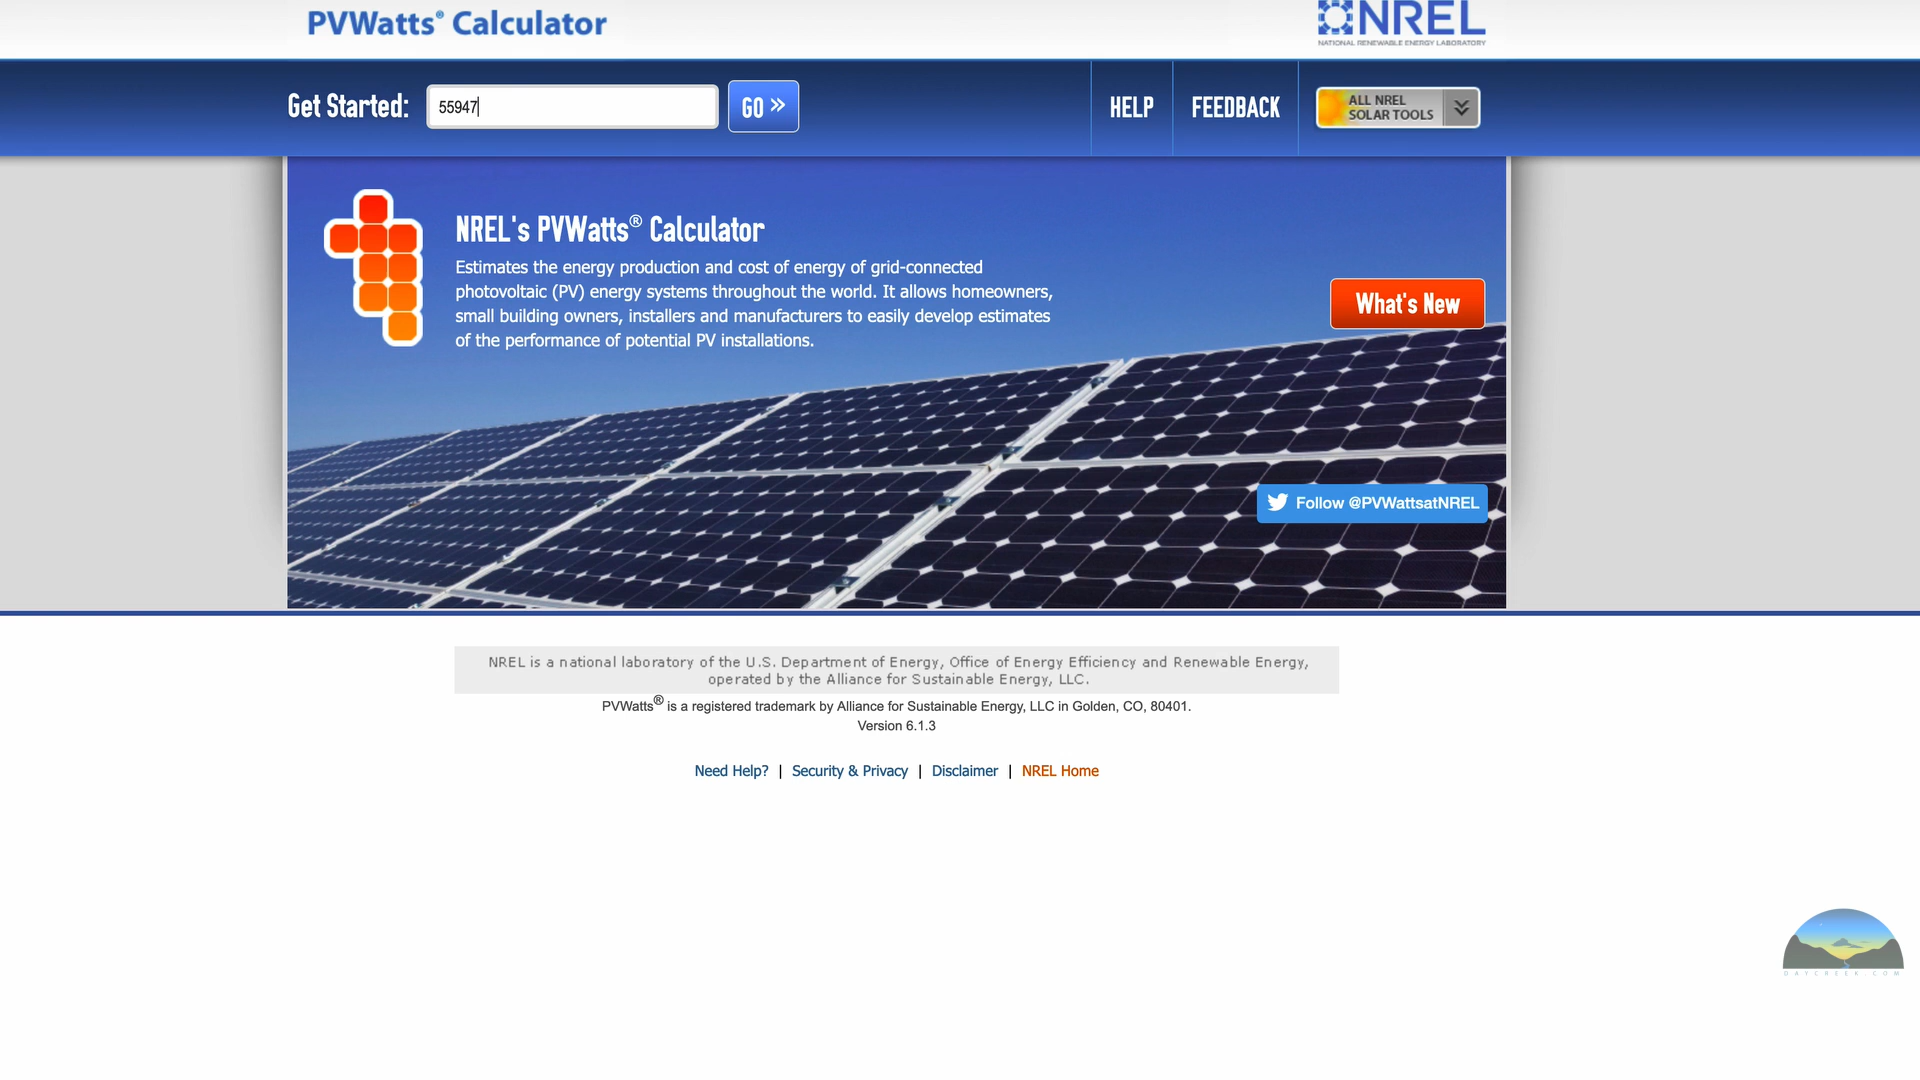 PVWatts® Calculator
NREL
NATIONAL RENEWABLE ENERGY LABORATORY
Get Started:
55947
GO »
HELP
FEEDBACK
ALL NREL
SOLAR TOOLS
NREL's PVWatts® Calculator
Estimates the energy production and cost of energy of grid-connected
photovoltaic (PV) energy systems throughout the world. It allows homeowners,
small building owners, installers and manufacturers to easily develop estimates
of the performance of potential PV installations.
What's New
Follow @PVWattsatNREL
NREL is a national laboratory of the U.S. Department of Energy, Office of Energy Efficiency and Renewable Energy,
operated by the Alliance for Sustainable Energy, LLC.
PVWatts® is a registered trademark by Alliance for Sustainable Energy, LLC in Golden, CO, 80401.
Version 6.1.3
Need Help? | Security & Privacy | Disclaimer | NREL Home
DAYCREEK.COM